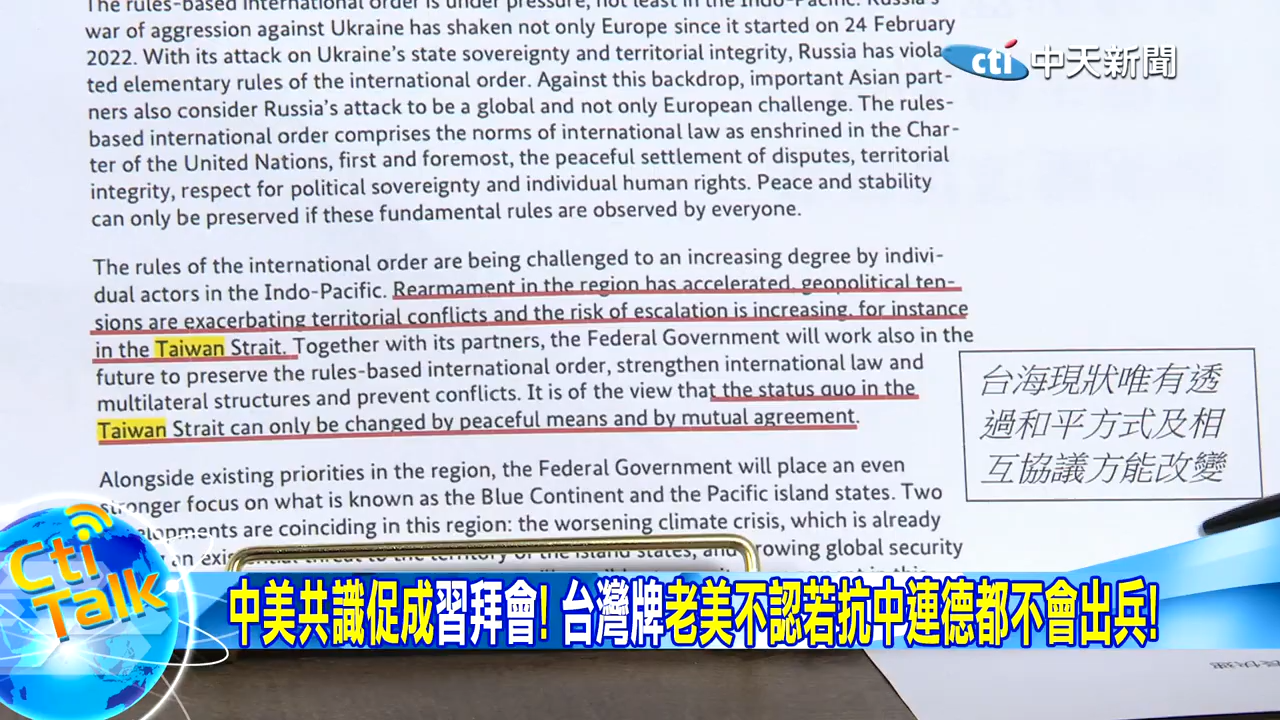 The rules-based international order is under pressure, not least in the Indo-Pacific. Russia's
war of aggression against Ukraine has shaken not only Europe since it started on 24 February
2022. With its attack on Ukraine's state sovereignty and territorial integrity, Russia has viola-
ted elementary rules of the international order. Against this backdrop, important Asian part-
ners also consider Russia's attack to be a global and not only European challenge. The rules-
based international order comprises the norms of international law as enshrined in the Char-
ter of the United Nations, first and foremost, the peaceful settlement of disputes, territorial
integrity, respect for political sovereignty and individual human rights. Peace and stability
can only be preserved if these fundamental rules are observed by everyone.
cti 中天新聞
The rules of the international order are being challenged to an increasing degree by indivi-
dual actors in the Indo-Pacific. Rearmament in the region has accelerated, geopolitical ten-
sions are exacerbating territorial conflicts and the risk of escalation is increasing, for instance
in the Taiwan Strait. Together with its partners, the Federal Government will work also in the
future to preserve the rules-based international order, strengthen international law and
multilateral structures and prevent conflicts. It is of the view that the status quo in the
Taiwan Strait can only be changed by peaceful means and by mutual agreement.
台海現狀唯有透
過和平方式及相
互協議方能改變
Alongside existing priorities in the region, the Federal Government will place an even
stronger focus on what is known as the Blue Continent and the Pacific island states. Two
developments are coinciding in this region: the worsening climate crisis, which is already
an existential threat to the territory of the island states, and growing global security
Cti
Talk
中美共識促成習拜會! 台灣牌老美不認若抗中連德都不會出兵!